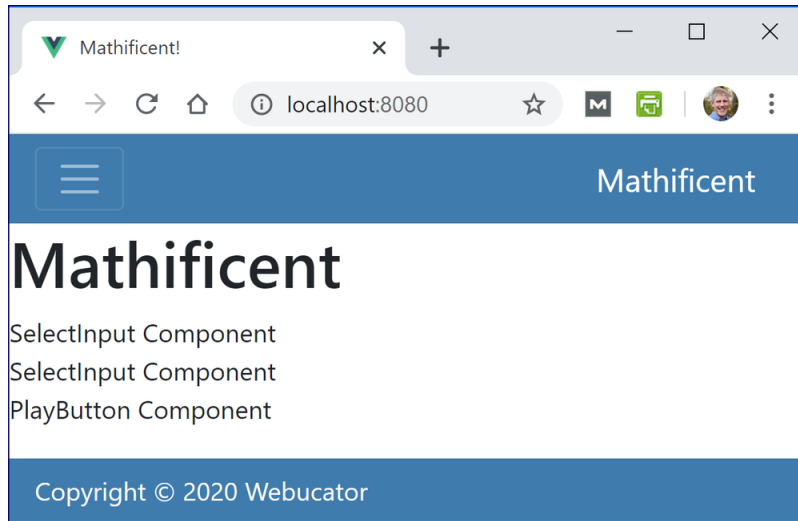 Mathificent!
localhost:8080
M
Mathificent
Mathificent
SelectInput Component
SelectInput Component
PlayButton Component
Copyright © 2020 Webucator